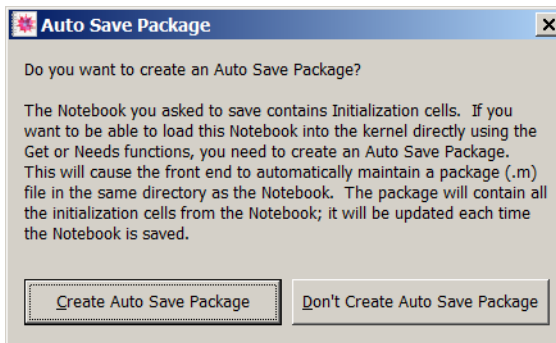 Auto Save Package
Do you want to create an Auto Save Package?
The Notebook you asked to save contains Initialization cells. If you
want to be able to load this Notebook into the kernel directly using the
Get or Needs functions, you need to create an Auto Save Package.
This will cause the front end to automatically maintain a package (.m)
file in the same directory as the Notebook. The package will contain all
the initialization cells from the Notebook; it will be updated each time
the Notebook is saved.
Create Auto Save Package
Don't Create Auto Save Package